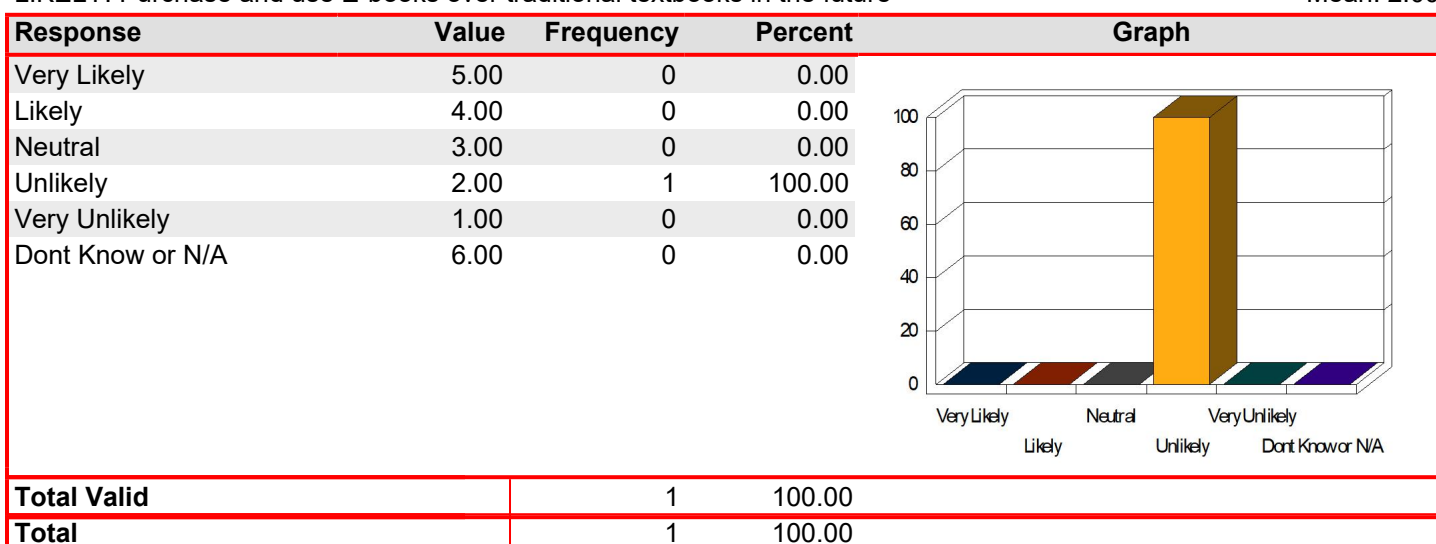 Response Value Frequency Percent Graph
Very Likely 5.00 0 0.00
Likely 4.00 0 0.00
Neutral 3.00 0 0.00
Unlikely 2.00 1 100.00
Very Unlikely 1.00 0 0.00
Dont Know or N/A 6.00 0 0.00
100
80
60
40
20
0
Very Likely Neutral Very Unlikely
Likely Unlikely Dont Know or N/A
Total Valid 1 100.00
Total 1 100.00